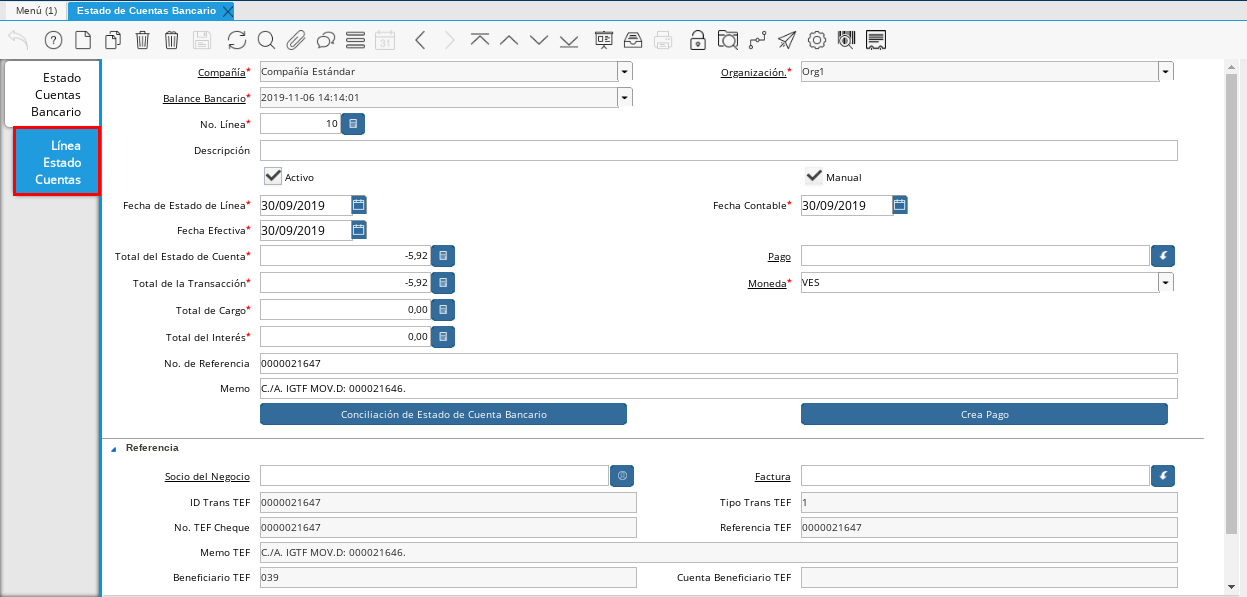 Menú (1) Estado de Cuentas Bancario
31
Estado
Cuentas
Bancario
Línea
Estado
Cuentas
Compañía* Compañía Estándar Organización.* Org1
Balance Bancario* 2019-11-06 14:14:01
No. Línea* 10
Descripción
Activo Manual
Fecha de Estado de Línea* 30/09/2019 Fecha Contable* 30/09/2019
Fecha Efectiva* 30/09/2019
Total del Estado de Cuenta* -5,92 Pago
Total de la Transacción* -5,92 Moneda* VES
Total de Cargo* 0,00
Total del Interés* 0,00
No. de Referencia 0000021647
Memo C./A. IGTF MOV.D: 000021646.
Conciliación de Estado de Cuenta Bancario Crea Pago
Referencia
Socio del Negocio Factura
ID Trans TEF 0000021647 Tipo Trans TEF 1
No. TEF Cheque 0000021647 Referencia TEF 0000021647
Memo TEF C./A. IGTF MOV.D: 000021646.
Beneficiario TEF 039 Cuenta Beneficiario TEF